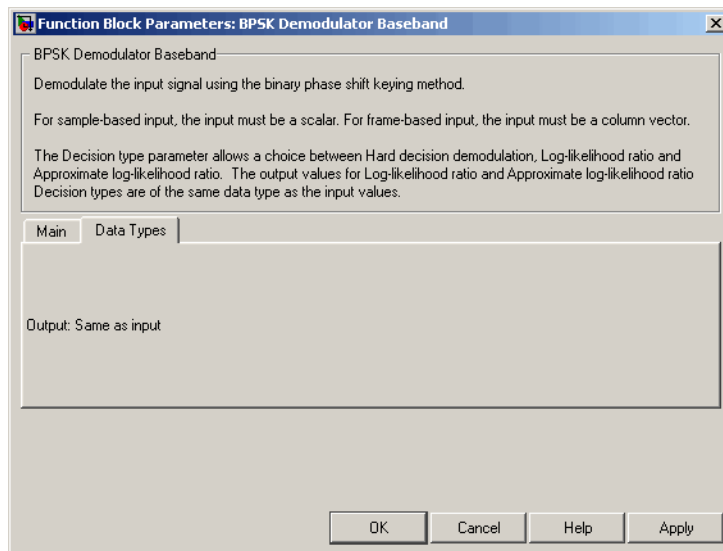 Function Block Parameters: BPSK Demodulator Baseband
BPSK Demodulator Baseband
Demodulate the input signal using the binary phase shift keying method.
For sample-based input, the input must be a scalar. For frame-based input, the input must be a column vector.
The Decision type parameter allows a choice between Hard decision demodulation, Log-likelihood ratio and
Approximate log-likelihood ratio. The output values for Log-likelihood ratio and Approximate log-likelihood ratio
Decision types are of the same data type as the input values.
Main Data Types
Output: Same as input
OK Cancel Help Apply